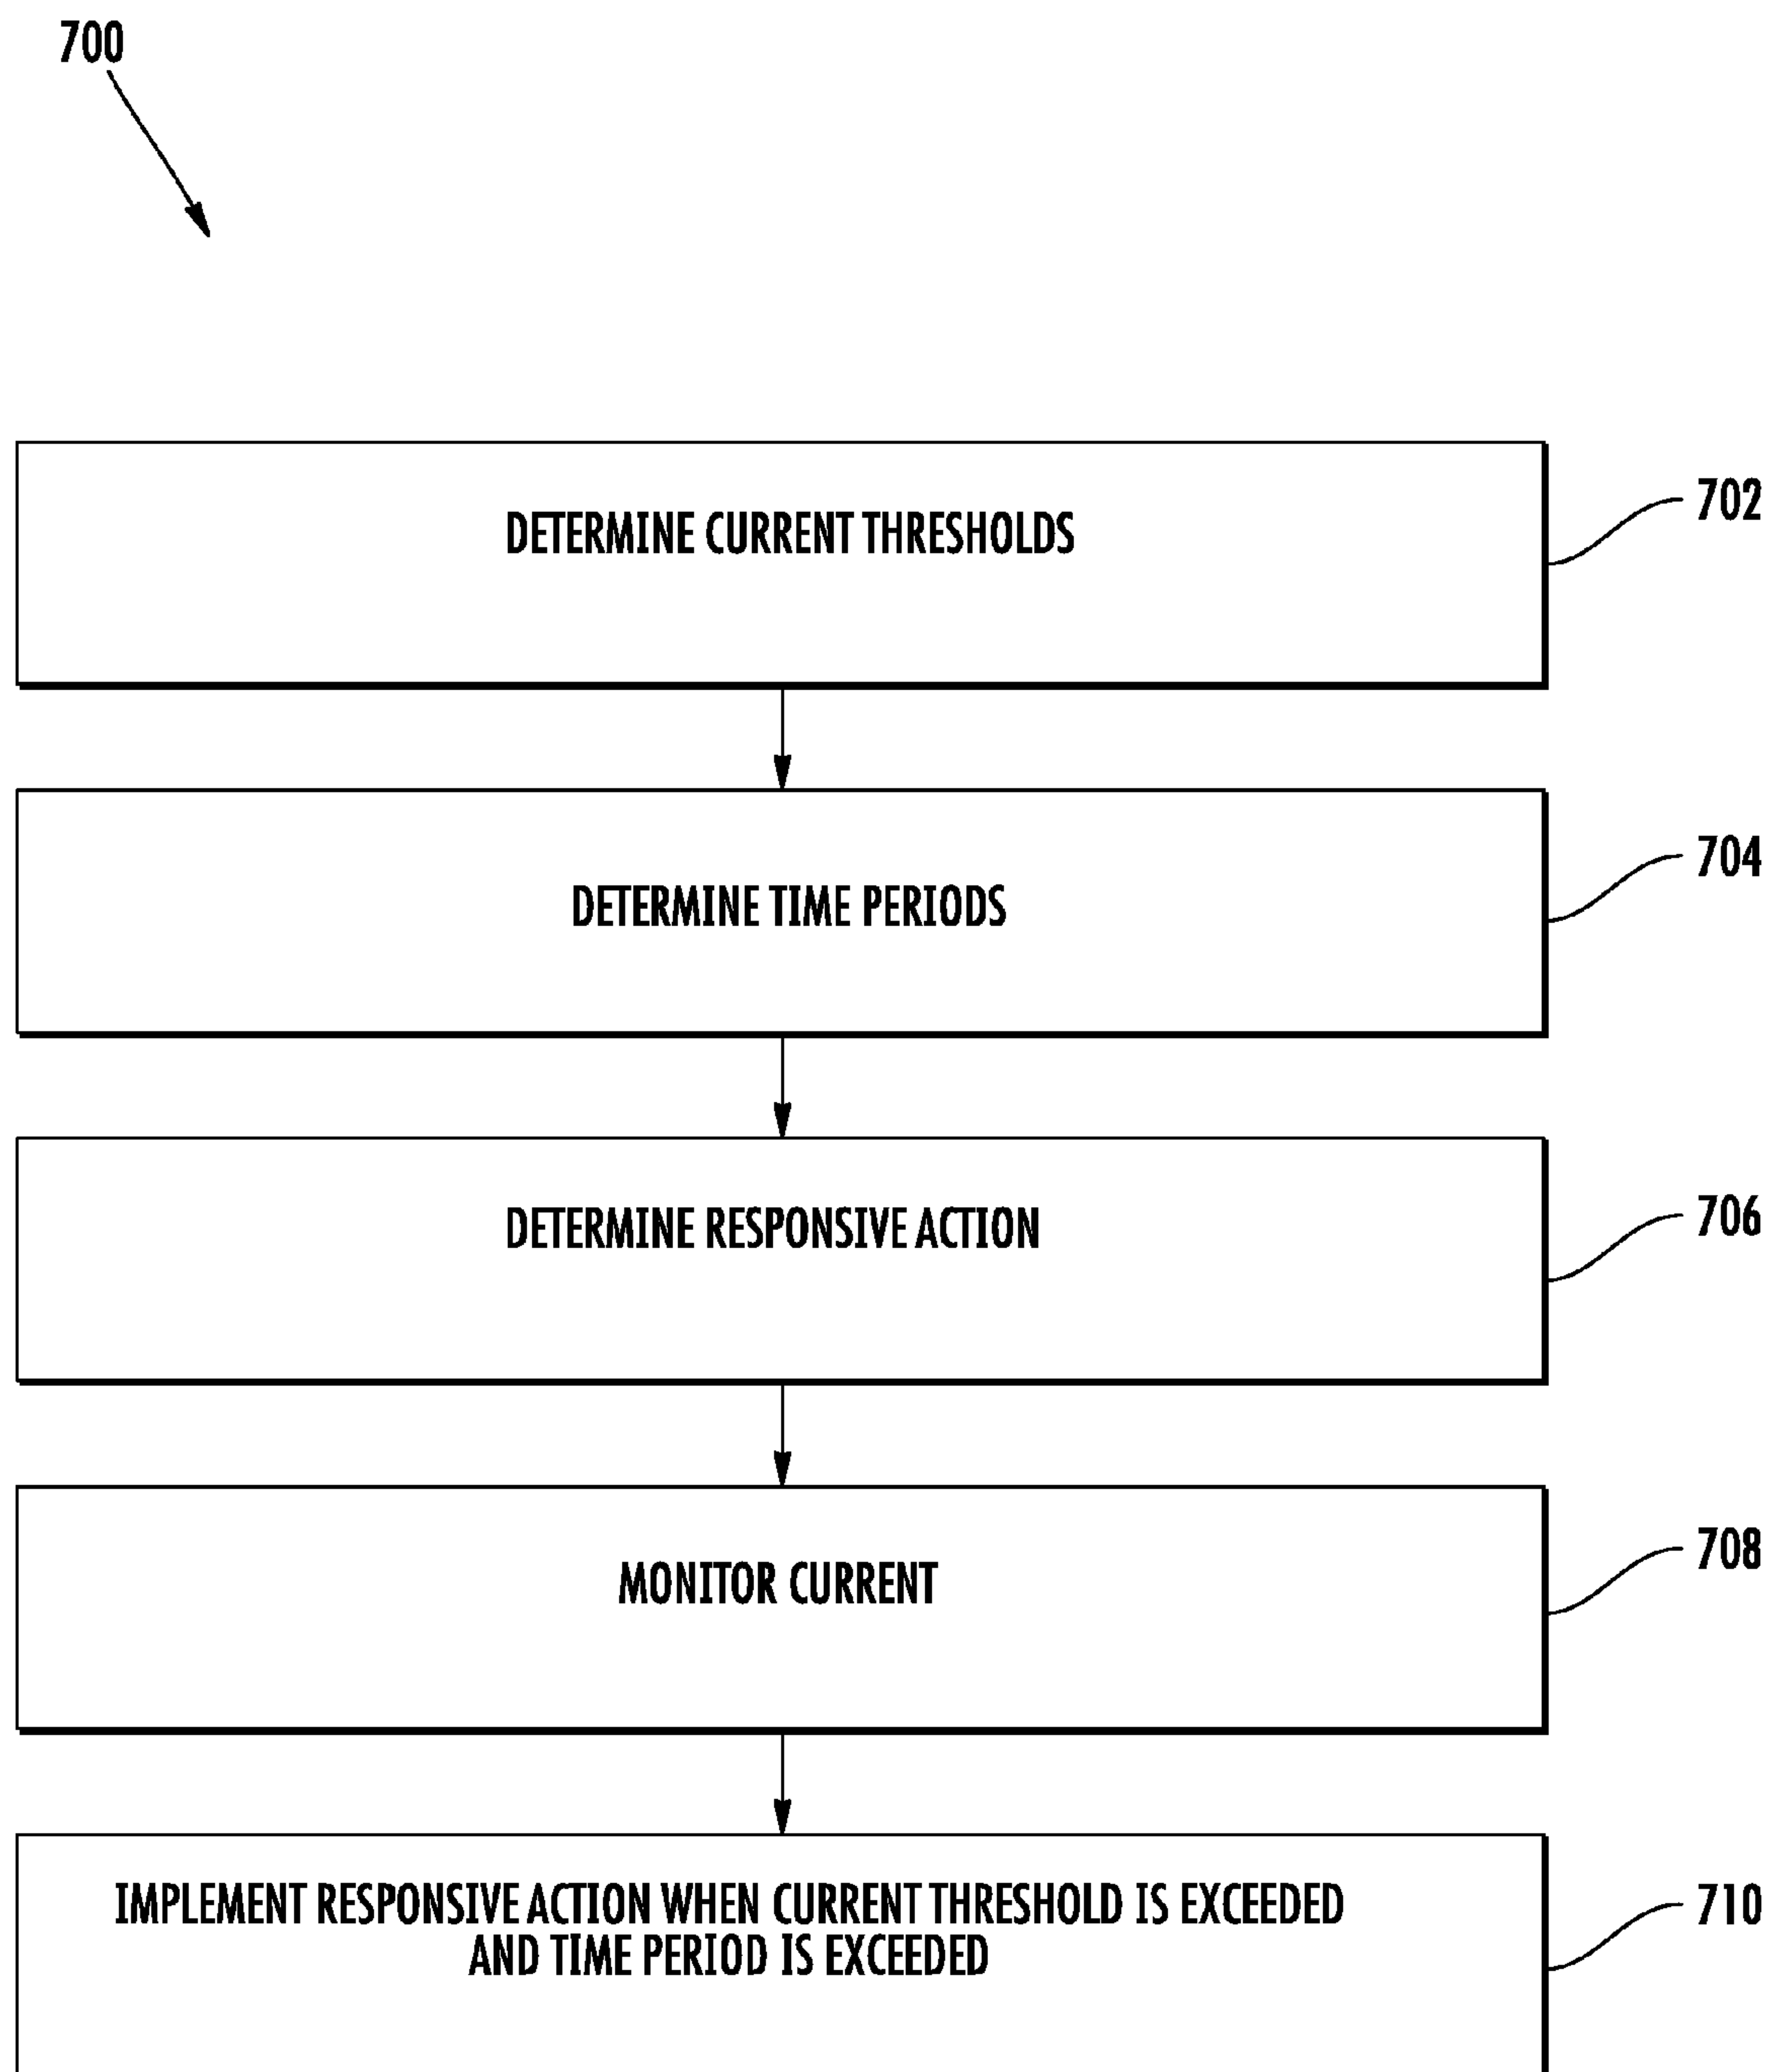 700
DETERMINE CURRENT THRESHOLDS
702
DETERMINE TIME PERIODS
704
DETERMINE RESPONSIVE ACTION
706
MONITOR CURRENT
708
IMPLEMENT RESPONSIVE ACTION WHEN CURRENT THRESHOLD IS EXCEEDED
AND TIME PERIOD IS EXCEEDED
710